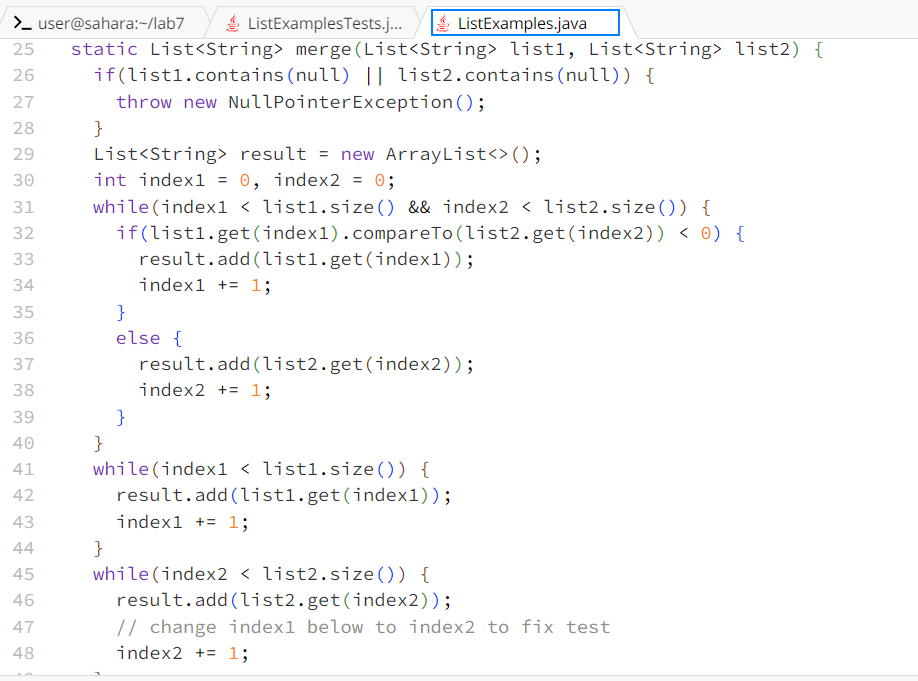 user@sahara:~/lab7 ListExamplesTests.j... ListExamples.java
25 static List<String> merge(List<String> list1, List<String> list2) {
26 if(list1.contains(null) || list2.contains(null)) {
27 throw new NullPointerException();
28 }
29 List<String> result = new ArrayList<>();
30 int index1 = 0, index2 = 0;
31 while(index1 < list1.size() && index2 < list2.size()) {
32 if(list1.get(index1).compareTo(list2.get(index2)) < 0) {
33 result.add(list1.get(index1));
34 index1 += 1;
35 }
36 else {
37 result.add(list2.get(index2));
38 index2 += 1;
39 }
40 }
41 while(index1 < list1.size()) {
42 result.add(list1.get(index1));
43 index1 += 1;
44 }
45 while(index2 < list2.size()) {
46 result.add(list2.get(index2));
47 // change index1 below to index2 to fix test
48 index2 += 1;